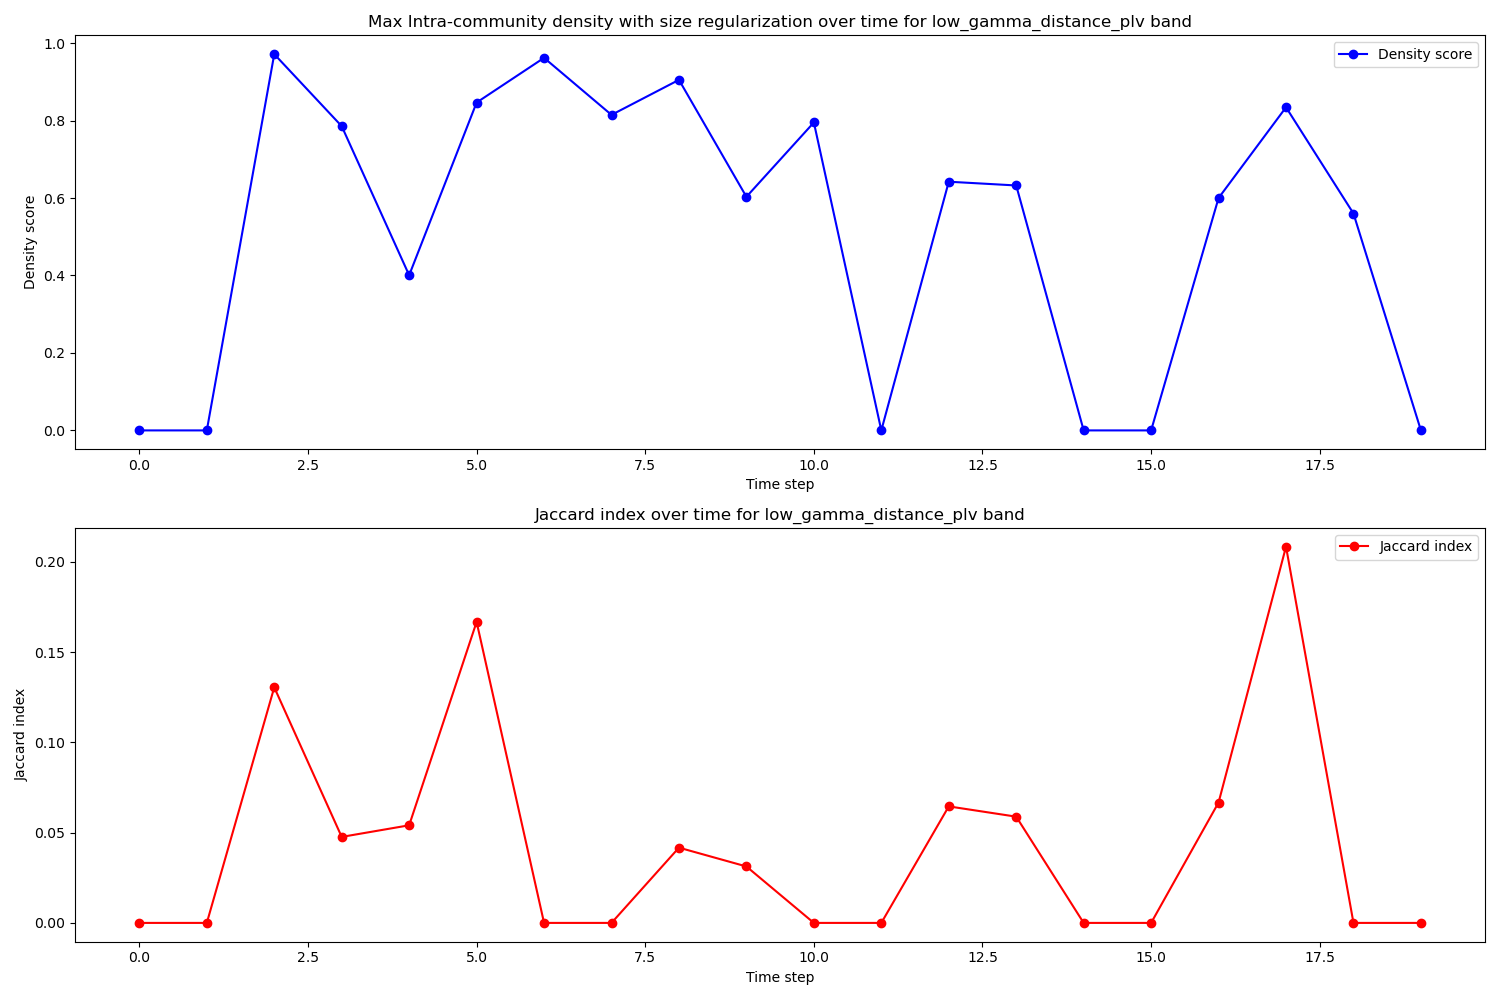 Max Intra-community density with size regularization over time for low_gamma_distance_plv band
Density score
1.0
0.8
0.6
0.4
0.2
0.0
Density score
0.0 2.5 5.0 7.5 10.0 12.5 15.0 17.5
Time step
Jaccard index over time for low_gamma_distance_plv band
Jaccard index
0.20
0.15
0.10
0.05
0.00
Jaccard index
0.0 2.5 5.0 7.5 10.0 12.5 15.0 17.5
Time step